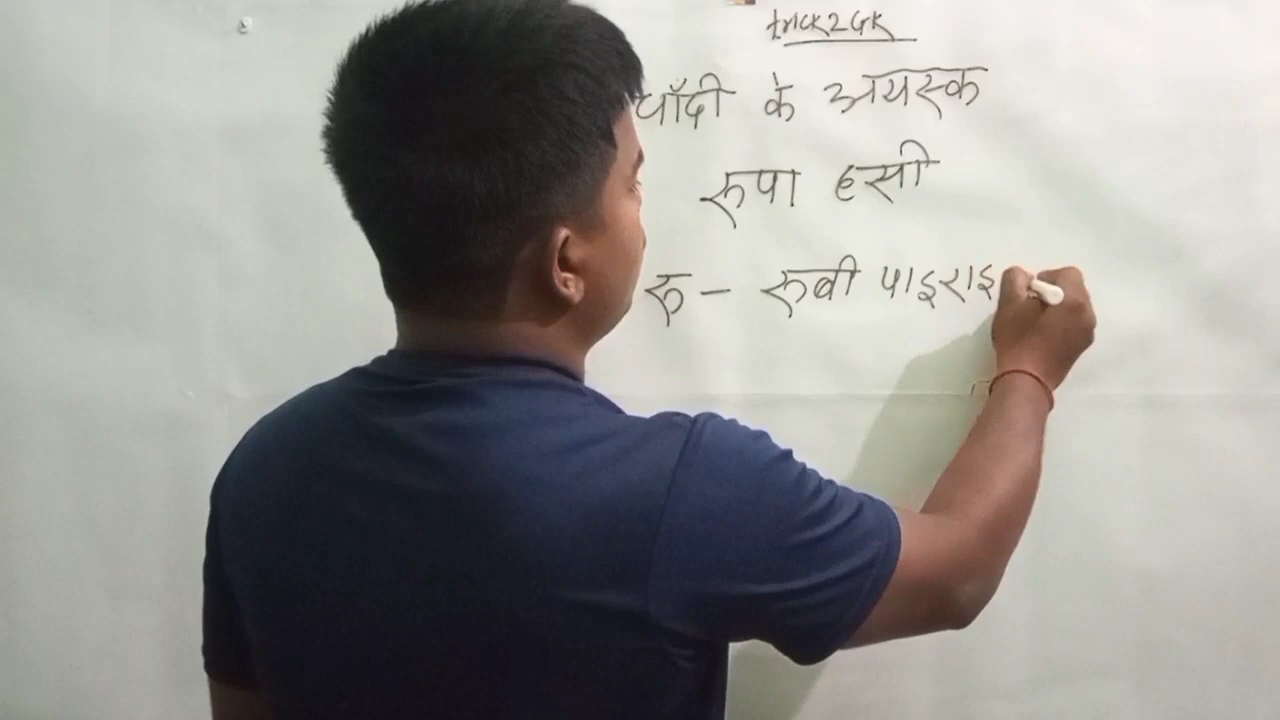 trick2GK
चाँदी के अयस्क
रूपा हसी
रू - रूबी पाइराइ